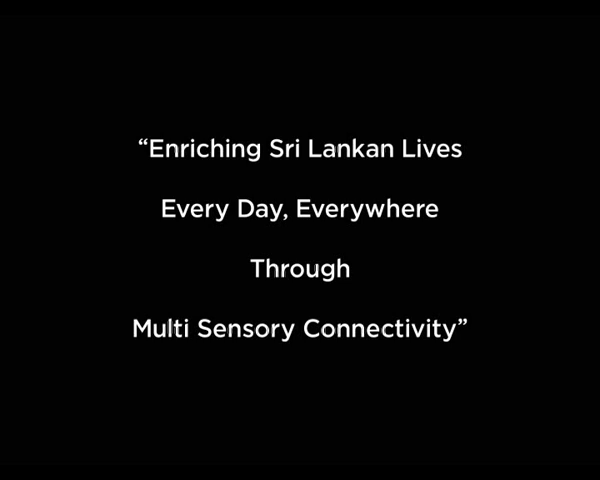 “Enriching Sri Lankan Lives
Every Day, Everywhere
Through
Multi Sensory Connectivity”